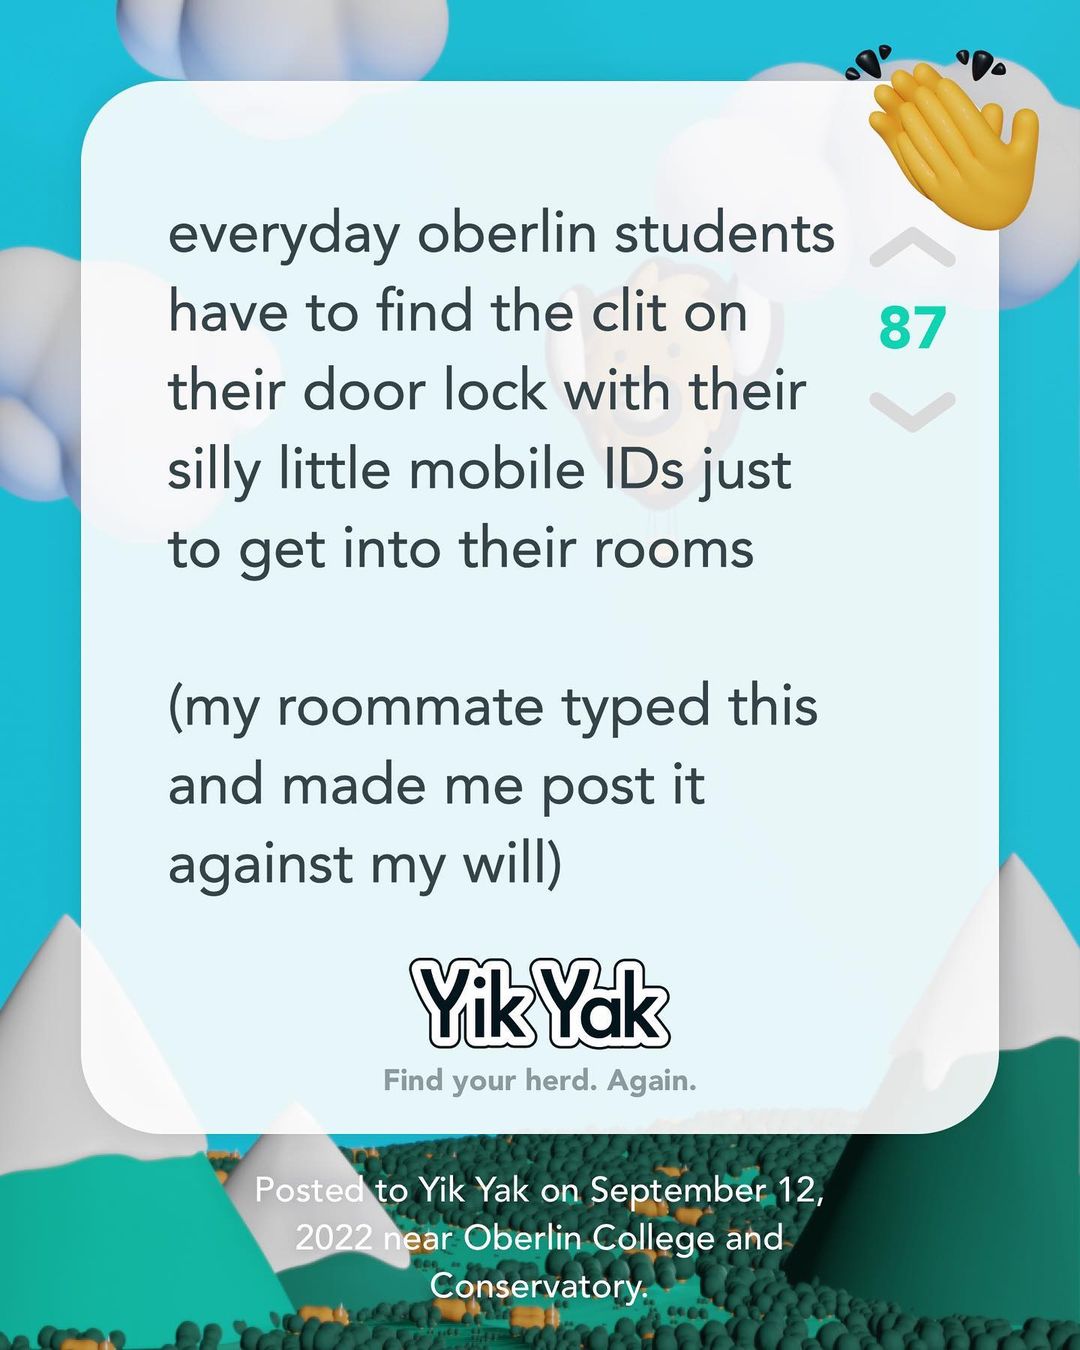 everyday oberlin students
have to find the clit on
their door lock with their
silly little mobile IDs just
to get into their rooms
(my roommate typed this
and made me post it
against my will)
87
Yik Yak
Find your herd. Again.
Posted to Yik Yak on September 12,
2022 near Oberlin College and
Conservatory.